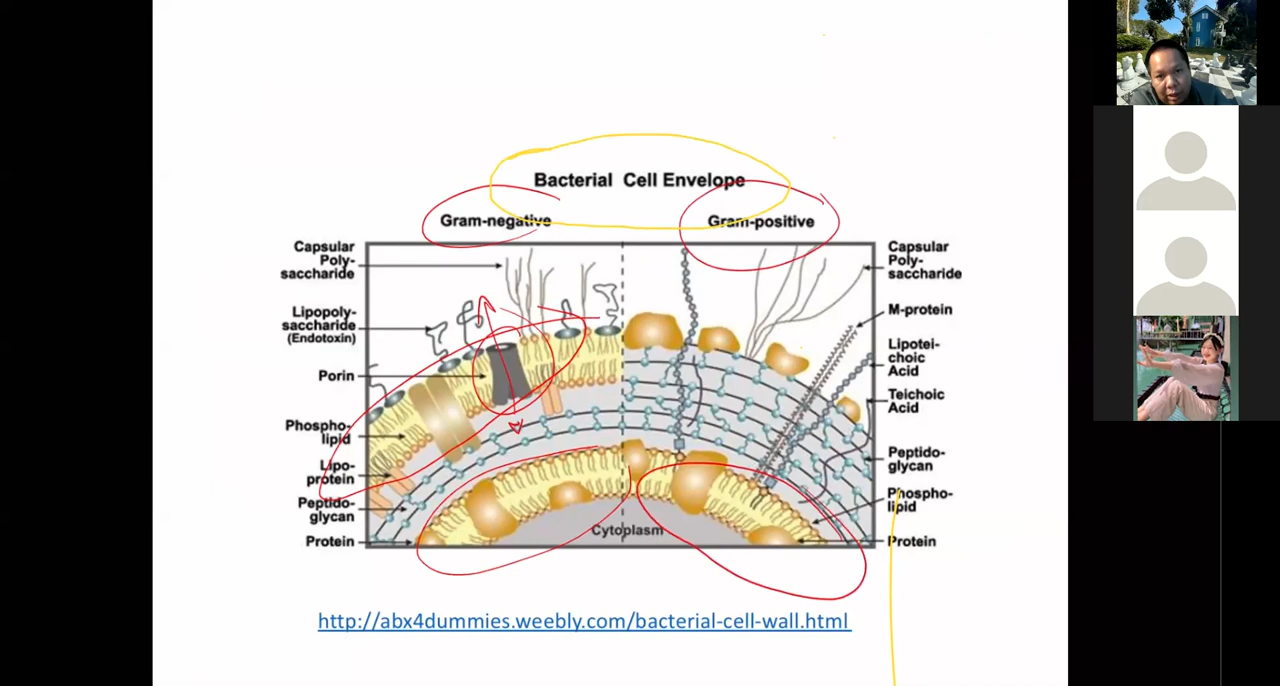 Bacterial Cell Envelope
Gram-negative
Gram-positive
Capsular
Poly-
saccharide
Lipopoly-
saccharide
(Endotoxin)
Porin
Phospho-
lipid
Lipo-
protein
Peptido-
glycan
Protein
Cytoplasm
Capsular
Poly-
saccharide
M-protein
Lipotei-
choic
Acid
Teichoic
Acid
Peptido-
glycan
Phospho-
lipid
Protein
http://abx4dummies.weebly.com/bacterial-cell-wall.html